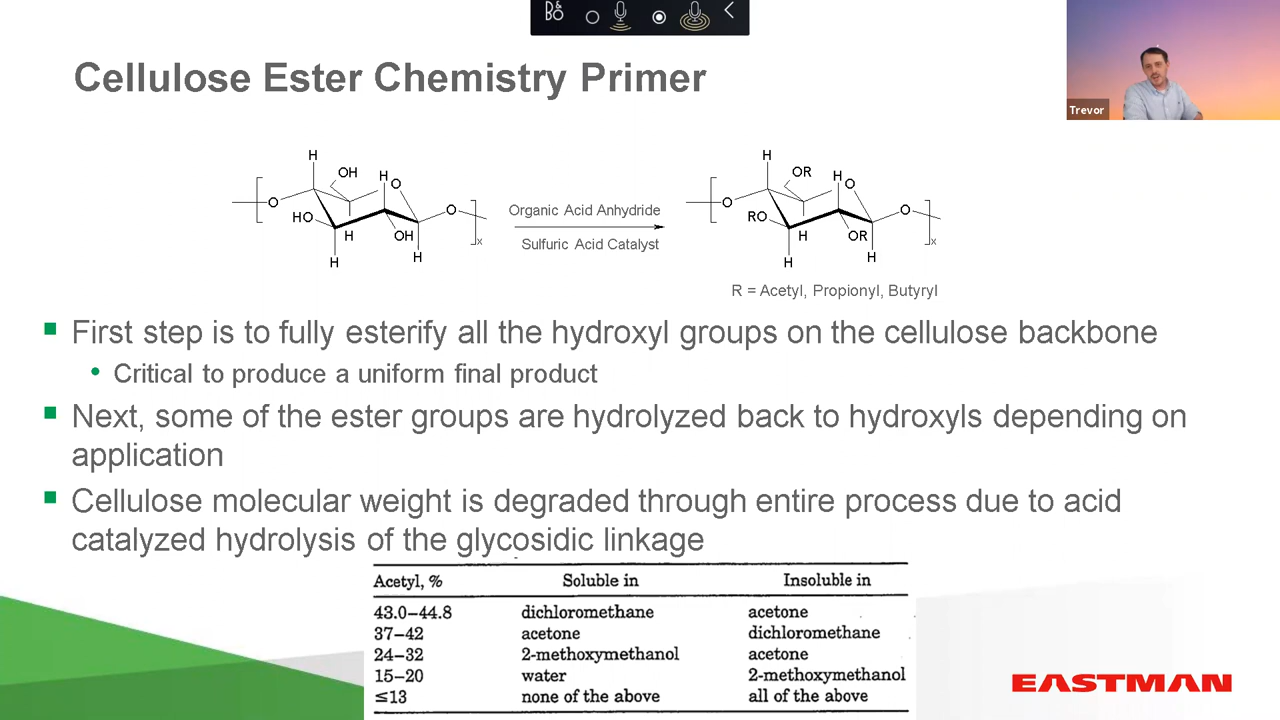 B&O
Cellulose Ester Chemistry Primer
Trevor
H
OH
H
O
O
O
HO
H
OH
H
H
x
Organic Acid Anhydride
Sulfuric Acid Catalyst
H
OR
H
O
O
O
RO
H
OR
H
H
x
R = Acetyl, Propionyl, Butyryl
First step is to fully esterify all the hydroxyl groups on the cellulose backbone
Critical to produce a uniform final product
Next, some of the ester groups are hydrolyzed back to hydroxyls depending on
application
Cellulose molecular weight is degraded through entire process due to acid
catalyzed hydrolysis of the glycosidic linkage
Acetyl, % Soluble in Insoluble in
43.0–44.8 dichloromethane acetone
37–42 acetone dichloromethane
24–32 2-methoxymethanol acetone
15–20 water 2-methoxymethanol
≤13 none of the above all of the above
EASTMAN